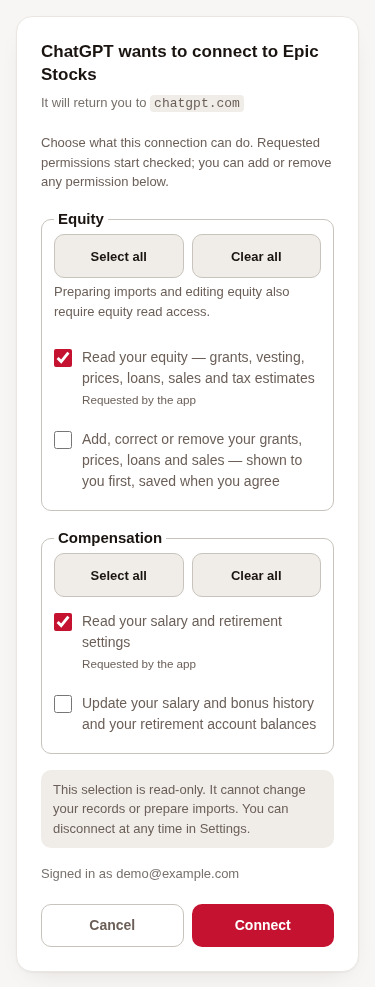 ChatGPT wants to connect to Epic
Stocks
It will return you to chatgpt.com
Choose what this connection can do. Requested
permissions start checked; you can add or remove
any permission below.
Equity
Select all
Clear all
Preparing imports and editing equity also
require equity read access.
Read your equity — grants, vesting,
prices, loans, sales and tax estimates
Requested by the app
Add, correct or remove your grants,
prices, loans and sales — shown to
you first, saved when you agree
Compensation
Select all
Clear all
Read your salary and retirement
settings
Requested by the app
Update your salary and bonus history
and your retirement account balances
This selection is read-only. It cannot change
your records or prepare imports. You can
disconnect at any time in Settings.
Signed in as demo@example.com
Cancel
Connect